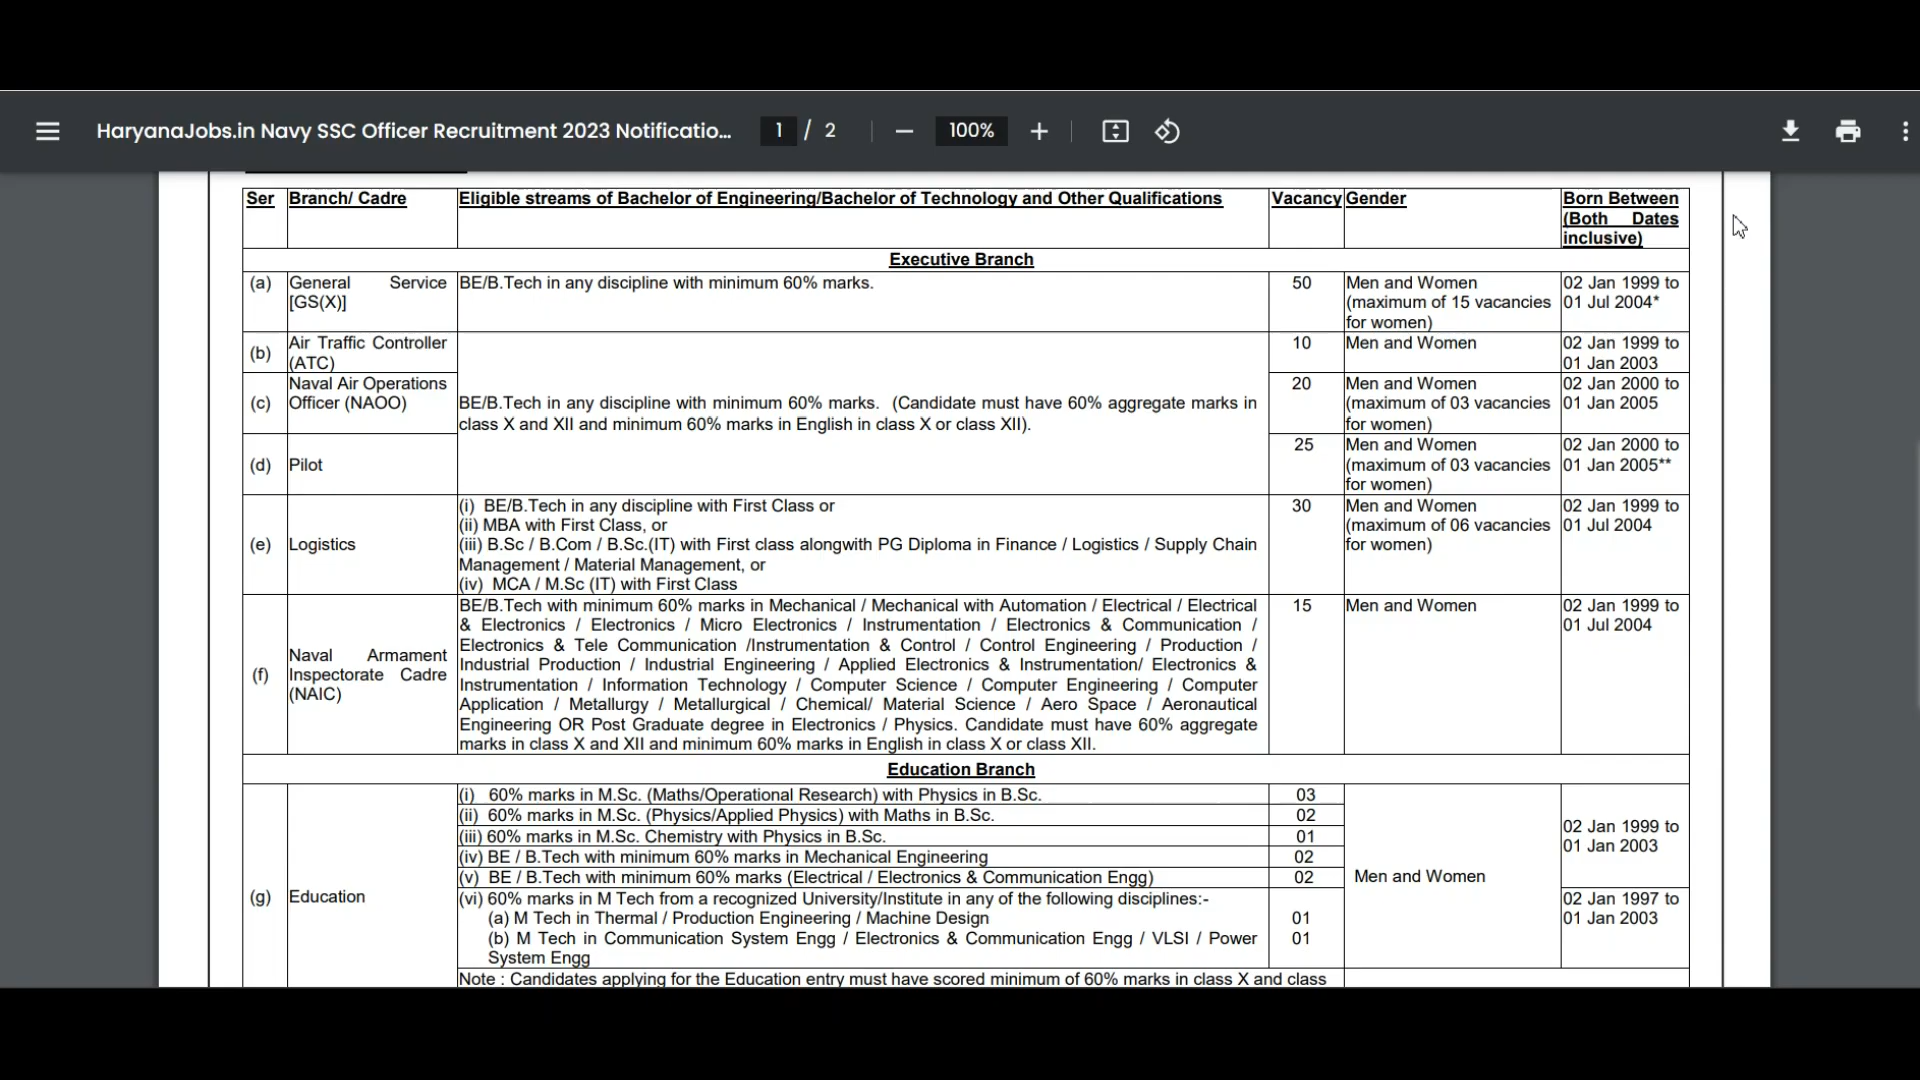 HaryanaJobs.in Navy SSC Officer Recruitment 2023 Notificatio... 1 / 2 100%
Ser Branch/ Cadre Eligible streams of Bachelor of Engineering/Bachelor of Technology and Other Qualifications Vacancy Gender Born Between
(Both Dates
inclusive)
Executive Branch
(a) General Service
[GS(X)]
BE/B.Tech in any discipline with minimum 60% marks.
50
Men and Women
(maximum of 15 vacancies
for women)
02 Jan 1999 to
01 Jul 2004*
(b) Air Traffic Controller
(ATC)
BE/B.Tech in any discipline with minimum 60% marks. (Candidate must have 60% aggregate marks in
class X and XII and minimum 60% marks in English in class X or class XII).
10
Men and Women
02 Jan 1999 to
01 Jan 2003
(c) Naval Air Operations
Officer (NAOO)
20
Men and Women
(maximum of 03 vacancies
for women)
02 Jan 2000 to
01 Jan 2005
(d) Pilot
25
Men and Women
(maximum of 03 vacancies
for women)
02 Jan 2000 to
01 Jan 2005**
(e) Logistics
(i) BE/B.Tech in any discipline with First Class or
(ii) MBA with First Class, or
(iii) B.Sc / B.Com / B.Sc.(IT) with First class alongwith PG Diploma in Finance / Logistics / Supply Chain
Management / Material Management, or
(iv) MCA / M.Sc (IT) with First Class
30
Men and Women
(maximum of 06 vacancies
for women)
02 Jan 1999 to
01 Jul 2004
(f) Naval Armament
Inspectorate Cadre
(NAIC)
BE/B.Tech with minimum 60% marks in Mechanical / Mechanical with Automation / Electrical / Electrical
& Electronics / Electronics / Micro Electronics / Instrumentation / Electronics & Communication /
Electronics & Tele Communication /Instrumentation & Control / Control Engineering / Production /
Industrial Production / Industrial Engineering / Applied Electronics & Instrumentation/ Electronics &
Instrumentation / Information Technology / Computer Science / Computer Engineering / Computer
Application / Metallurgy / Metallurgical / Chemical/ Material Science / Aero Space / Aeronautical
Engineering OR Post Graduate degree in Electronics / Physics. Candidate must have 60% aggregate
marks in class X and XII and minimum 60% marks in English in class X or class XII.
15
Men and Women
02 Jan 1999 to
01 Jul 2004
Education Branch
(g) Education
(i) 60% marks in M.Sc. (Maths/Operational Research) with Physics in B.Sc. 03
(ii) 60% marks in M.Sc. (Physics/Applied Physics) with Maths in B.Sc. 02
(iii) 60% marks in M.Sc. Chemistry with Physics in B.Sc. 01
(iv) BE / B.Tech with minimum 60% marks in Mechanical Engineering 02
(v) BE / B.Tech with minimum 60% marks (Electrical / Electronics & Communication Engg) 02
(vi) 60% marks in M Tech from a recognized University/Institute in any of the following disciplines:-
(a) M Tech in Thermal / Production Engineering / Machine Design 01
(b) M Tech in Communication System Engg / Electronics & Communication Engg / VLSI / Power 01
System Engg
Men and Women
02 Jan 1999 to
01 Jan 2003
02 Jan 1997 to
01 Jan 2003
Note : Candidates applying for the Education entry must have scored minimum of 60% marks in class X and class